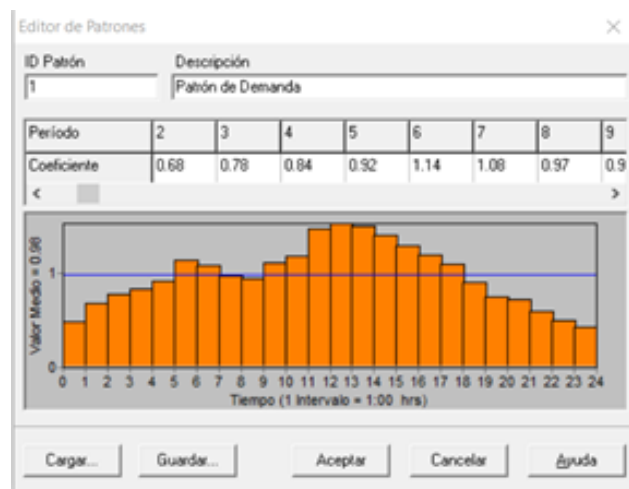 Editor de Patrones
ID Patrón Descripción
1 Patrón de Demanda
Período 2 3 4 5 6 7 8 9
Coeficiente 0.68 0.78 0.84 0.92 1.14 1.08 0.97 0.9
Valor Medio = 0.98
1
0
0 1 2 3 4 5 6 7 8 9 10 11 12 13 14 15 16 17 18 19 20 21 22 23 24
Tiempo (1 Intervalo = 1:00 hrs)
Cargar... Guardar... Aceptar Cancelar Ayuda